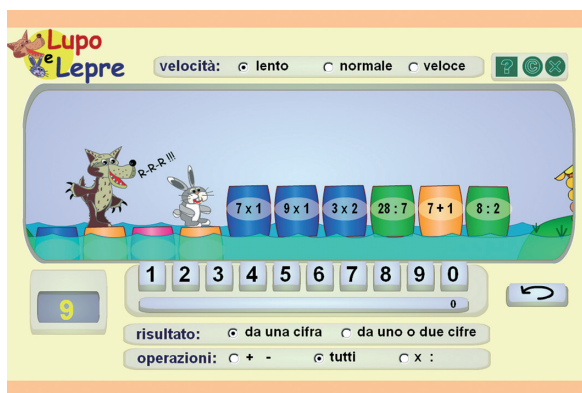 Lupo
e
Lepre
velocità: lento normale veloce
? C X
R-R-R !!!
7 x 1 9 x 1 3 x 2 28 : 7 7 + 1 8 : 2
1 2 3 4 5 6 7 8 9 0
0
9
risultato: da una cifra da uno o due cifre
operazioni: + - tutti x :